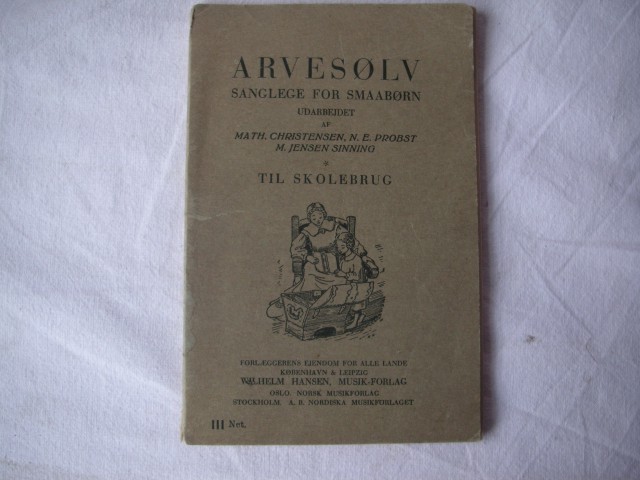 ARVESØLV
SANGLEGE FOR SMAABØRN
UDARBEJDET
AF
MATH. CHRISTENSEN, N. E. PROBST
M. JENSEN SINNING
*
TIL SKOLEBRUG
FORLÆGGERENS EJENDOM FOR ALLE LANDE
KØBENHAVN & LEIPZIG
WILHELM HANSEN, MUSIK-FORLAG
OSLO. NORSK MUSIKFORLAG
STOCKHOLM. A. B. NORDISKA MUSIKFÖRLAGET
III Net.